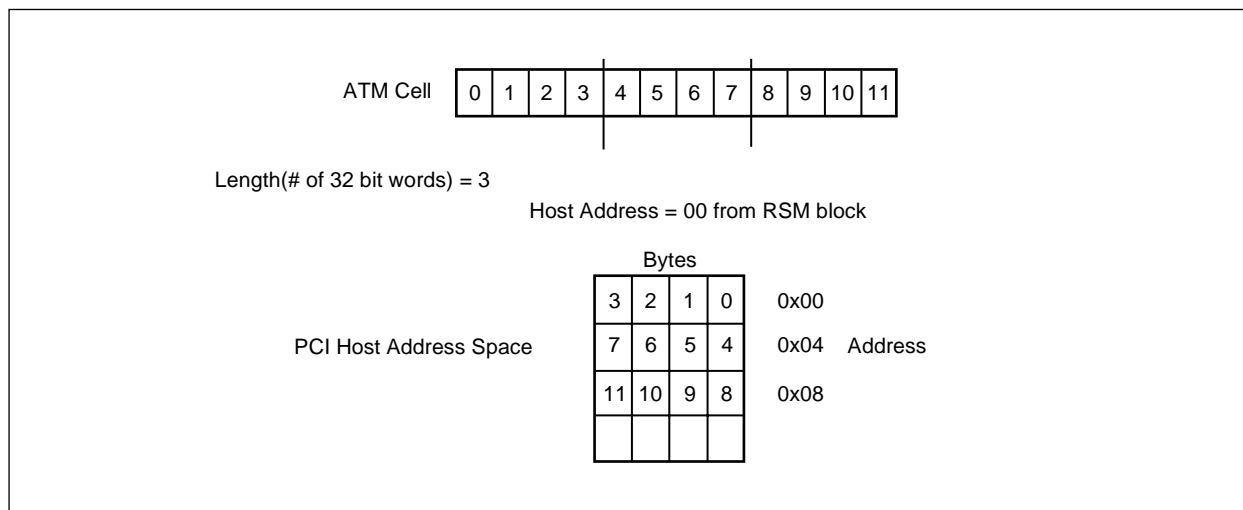 ATM Cell 0 1 2 3 4 5 6 7 8 9 10 11
Length(# of 32 bit words) = 3
Host Address = 00 from RSM block
Bytes
3 2 1 0 0x00
PCI Host Address Space 7 6 5 4 0x04 Address
11 10 9 8 0x08